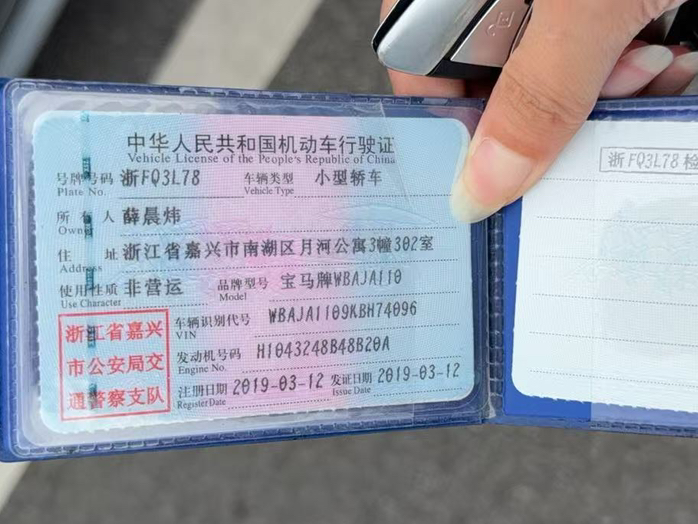 中华人民共和国机动车行驶证
Vehicle License of the People's Republic of China
号牌号码 浙FQ3L78 车辆类型 小型轿车
Plate No. Vehicle Type
所有人 薛晨炜
Owner
住址 浙江省嘉兴市南湖区月河公寓3幢302室
Address
使用性质 非营运 品牌型号 宝马牌WBAJA110
Use Character Model
浙江省嘉兴
市公安局交
通警察支队
车辆识别代号 WBAJA1109KBH74096
VIN
发动机号码 H1043248B48B20A
Engine No.
注册日期 2019-03-12 发证日期 2019-03-12
Register Date Issue Date
浙FQ3L78 检